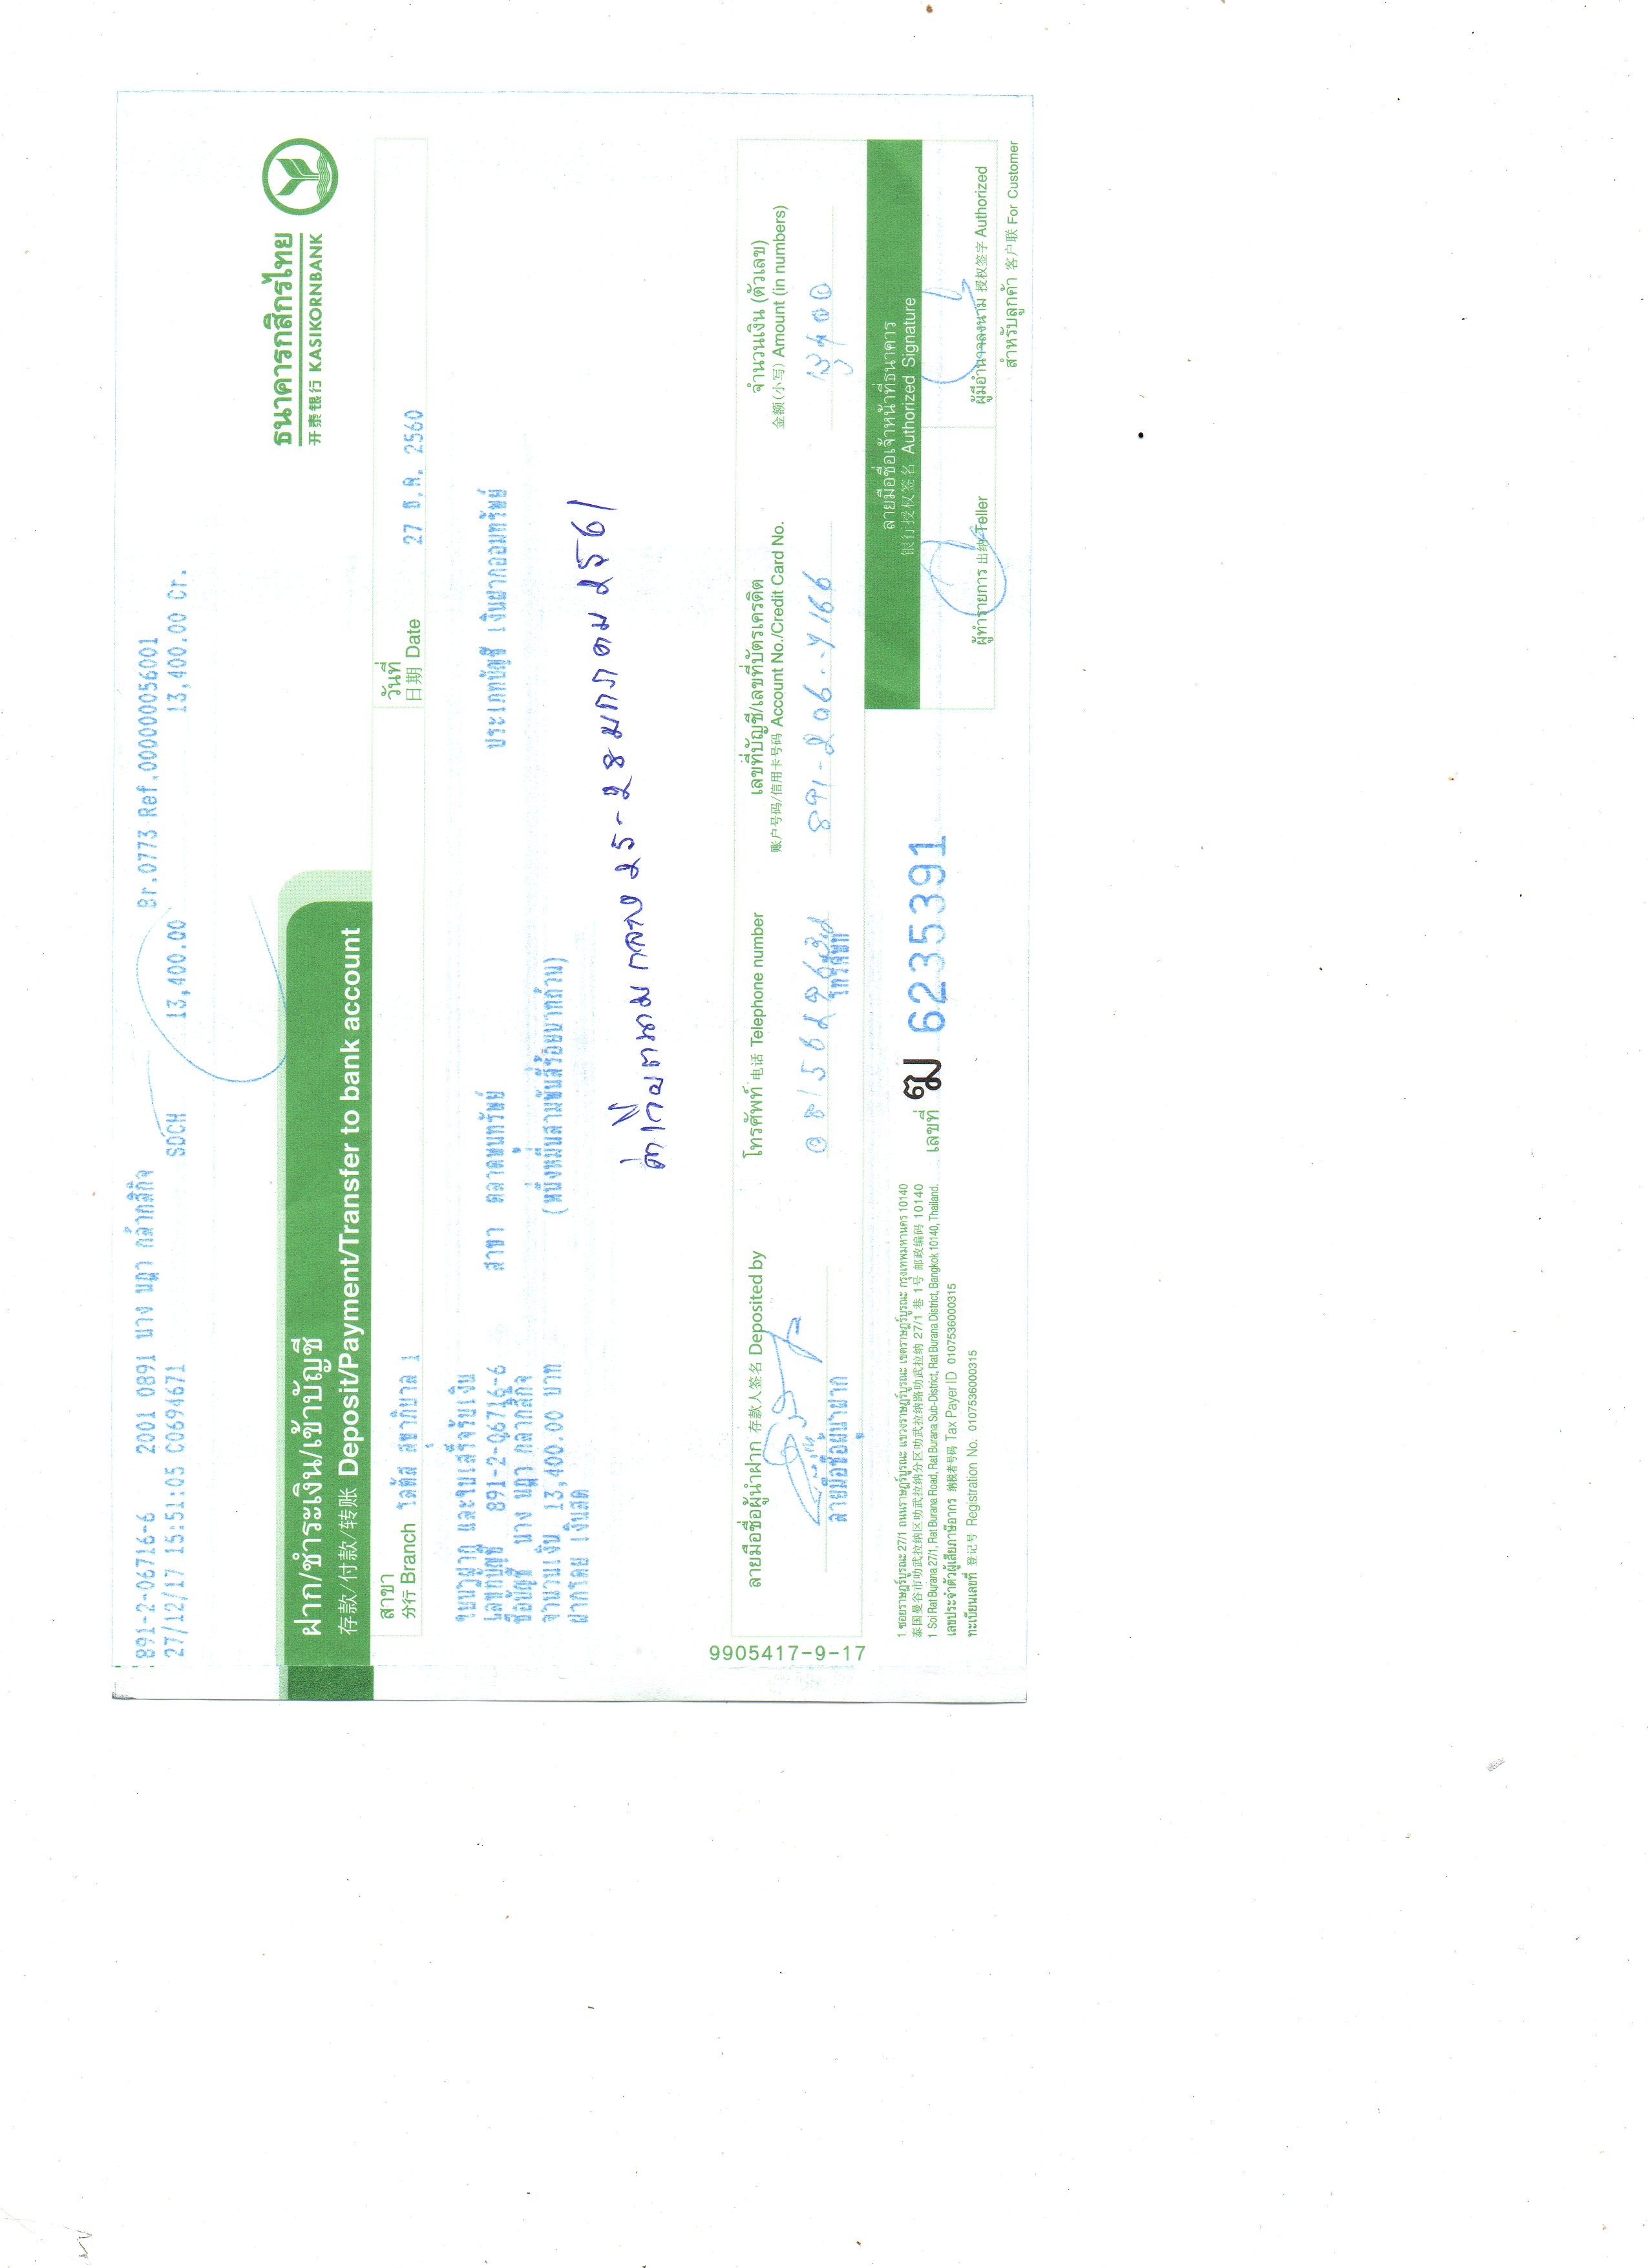 891-2-06716-6 2001 0891 นาง นฎา กล้ากสิกิจ Br.0773 Ref.000000056001
27/12/17 15:51:05 C0694671 SDCH 13,400.00 13,400.00 Cr.
ธนาคารกสิกรไทย
开泰银行 KASIKORNBANK
ฝาก/ชำระเงิน/เข้าบัญชี
存款/付款/转账 Deposit/Payment/Transfer to bank account
สาขา
分行 Branch โลตัส สุขาภิบาล 1
วันที่
日期 Date 27 ธ.ค. 2560
ใบนำฝาก และใบเสร็จรับเงิน
เลขที่บัญชี 891-2-06716-6 สาขา ตลาดทุนทรัพย์ ประเภทบัญชี เงินฝากออมทรัพย์
ชื่อบัญชี นาง นฎา กล้ากสิกิจ
จำนวนเงิน 13,400.00 บาท (หนึ่งหมื่นสามพันสี่ร้อยบาทถ้วน)
ฝากโดย เงินสด
ค่าเวียตนามกลาง 25-28 มกราคม 2561
9905417-9-17
ลายมือชื่อผู้นำฝาก 存款人签名 Deposited by
โทรศัพท์ 电话 Telephone number
เลขที่บัญชี/เลขที่บัตรเครดิต
账户号码/信用卡号码 Account No./Credit Card No.
จำนวนเงิน (ตัวเลข)
金额(小写) Amount (in numbers)
891-206-7166
13400
ลายมือชื่อผู้นำฝาก
โทรศัพท์
1 ซอยราษฎร์บูรณะ 27/1 ถนนราษฎร์บูรณะ แขวงราษฎร์บูรณะ เขตราษฎร์บูรณะ กรุงเทพมหานคร 10140
泰国曼谷市叻武拉纳区叻武拉纳分区叻武拉纳路叻武拉纳 27/1 巷 1号 邮政编码 10140
1 Soi Rat Burana 27/1, Rat Burana Road, Rat Burana Sub-District, Rat Burana District, Bangkok 10140, Thailand.
เลขประจำตัวผู้เสียภาษีอากร 纳税者号码 Tax Payer ID 0107536000315
ทะเบียนเลขที่ 登记号 Registration No. 0107536000315
เลขที่ ฆ 6235391
ลายมือชื่อเจ้าหน้าที่ธนาคาร
银行授权签名 Authorized Signature
ผู้ทำรายการ 出纳 Teller
ผู้มีอำนาจลงนาม 授权签字 Authorized
สำหรับลูกค้า 客户联 For Customer